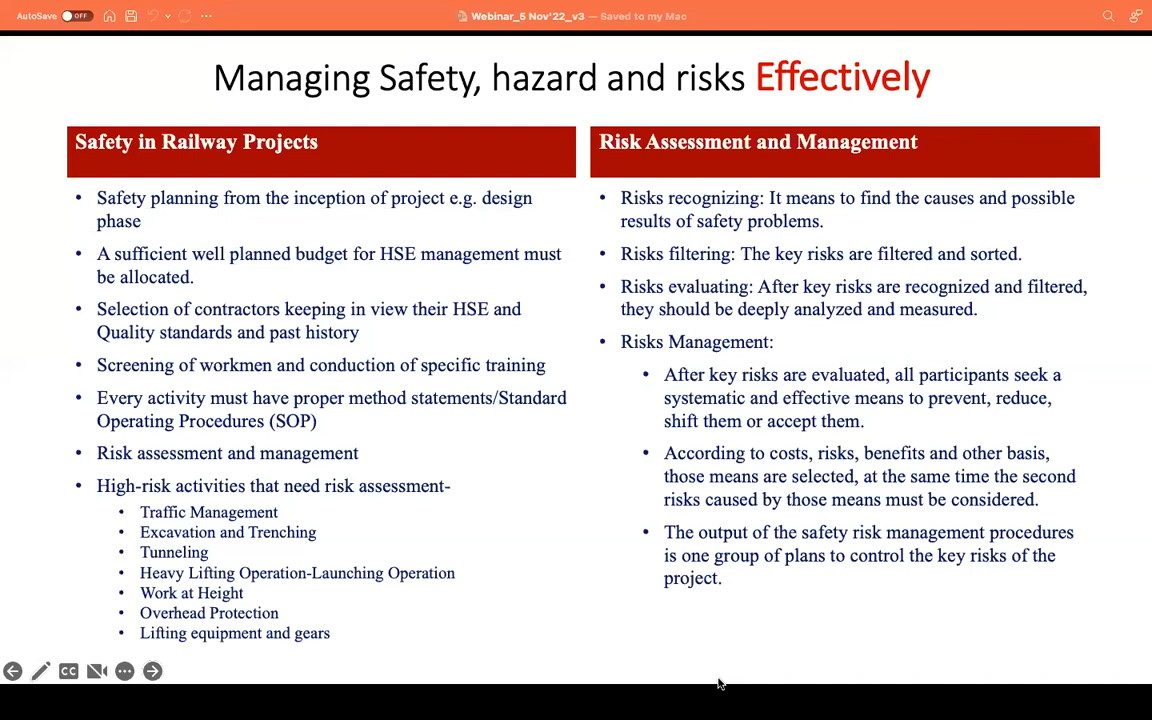 AutoSave OFF
Webinar_5 Nov'22_v3 — Saved to my Mac
Managing Safety, hazard and risks Effectively
Safety in Railway Projects
• Safety planning from the inception of project e.g. design
phase
• A sufficient well planned budget for HSE management must
be allocated.
• Selection of contractors keeping in view their HSE and
Quality standards and past history
• Screening of workmen and conduction of specific training
• Every activity must have proper method statements/Standard
Operating Procedures (SOP)
• Risk assessment and management
• High-risk activities that need risk assessment-
• Traffic Management
• Excavation and Trenching
• Tunneling
• Heavy Lifting Operation-Launching Operation
• Work at Height
• Overhead Protection
• Lifting equipment and gears
Risk Assessment and Management
• Risks recognizing: It means to find the causes and possible
results of safety problems.
• Risks filtering: The key risks are filtered and sorted.
• Risks evaluating: After key risks are recognized and filtered,
they should be deeply analyzed and measured.
• Risks Management:
• After key risks are evaluated, all participants seek a
systematic and effective means to prevent, reduce,
shift them or accept them.
• According to costs, risks, benefits and other basis,
those means are selected, at the same time the second
risks caused by those means must be considered.
• The output of the safety risk management procedures
is one group of plans to control the key risks of the
project.
CC